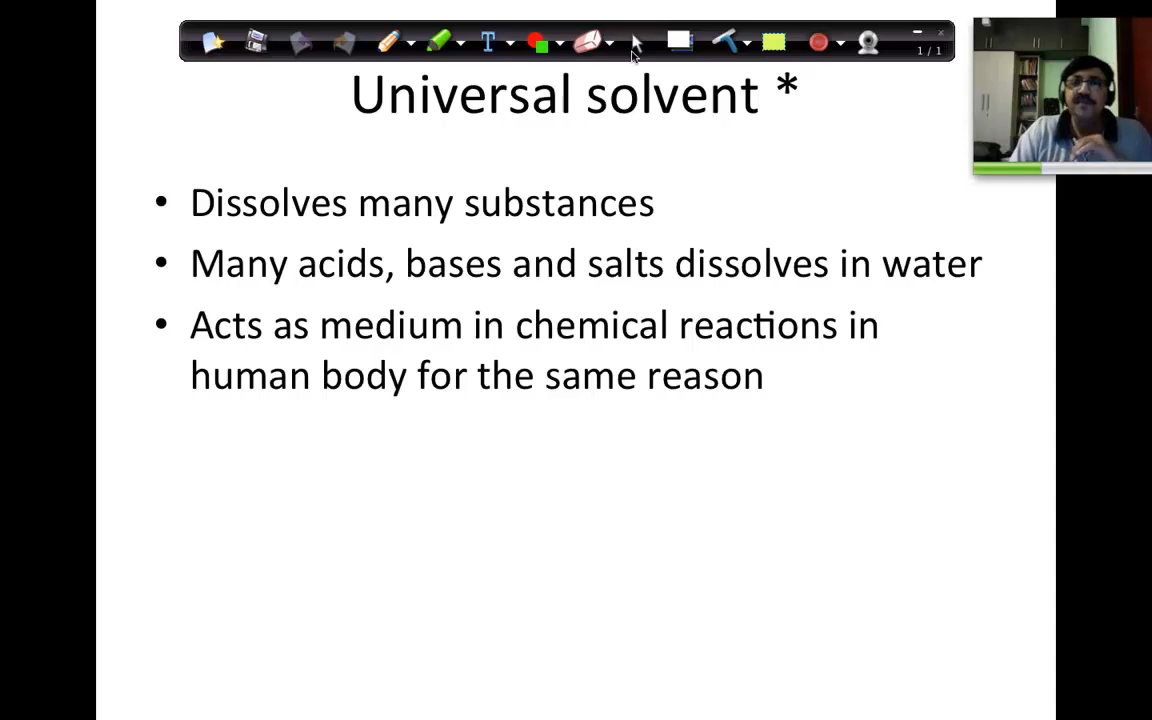 1 / 1
Universal solvent *
• Dissolves many substances
• Many acids, bases and salts dissolves in water
• Acts as medium in chemical reactions in
human body for the same reason